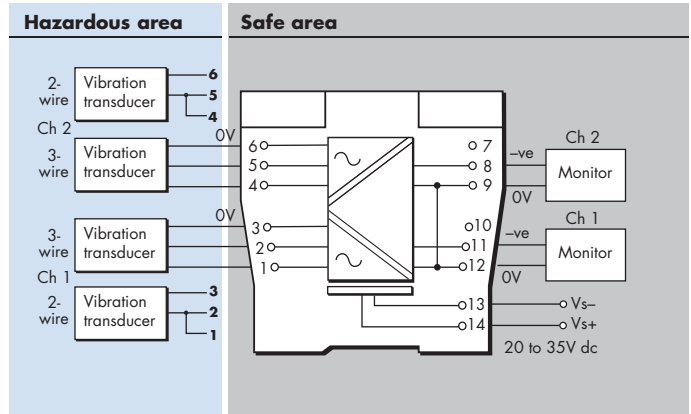 Hazardous area
Safe area
2-
wire
Vibration
transducer
6
5
4
Ch 2
3-
wire
Vibration
transducer
0V
3-
wire
Vibration
transducer
0V
Ch 1
2-
wire
Vibration
transducer
3
2
1
6
5
4
3
2
1
7
8
9
10
11
12
13
14
–ve
0V
Ch 2
Monitor
–ve
0V
Ch 1
Monitor
Vs–
Vs+
20 to 35V dc